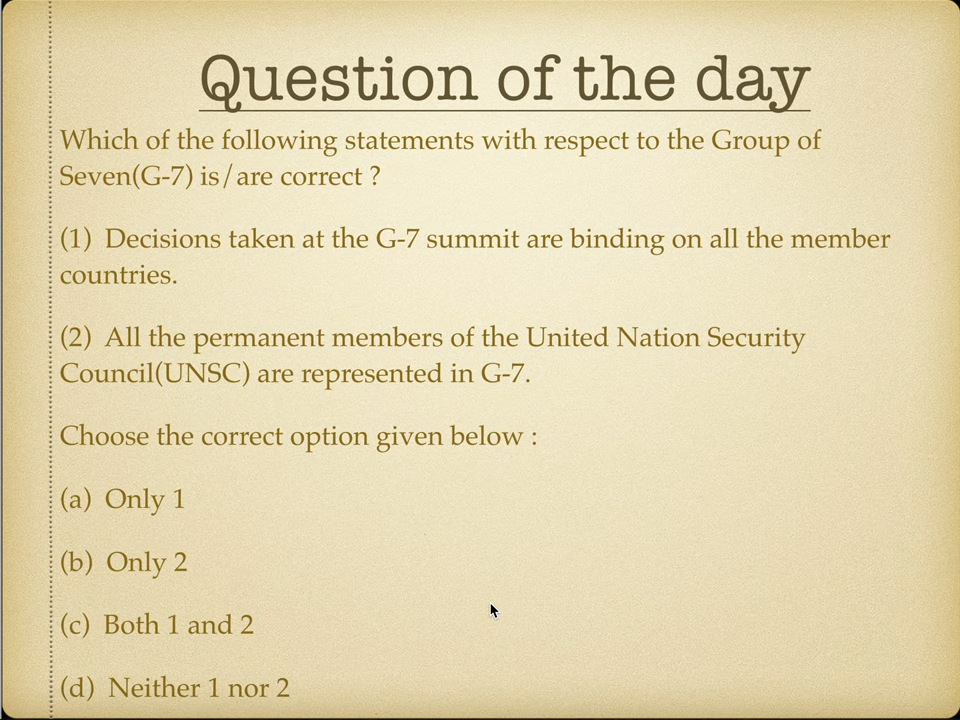 Question of the day
Which of the following statements with respect to the Group of
Seven(G-7) is/are correct ?
(1) Decisions taken at the G-7 summit are binding on all the member
countries.
(2) All the permanent members of the United Nation Security
Council(UNSC) are represented in G-7.
Choose the correct option given below :
(a) Only 1
(b) Only 2
(c) Both 1 and 2
(d) Neither 1 nor 2